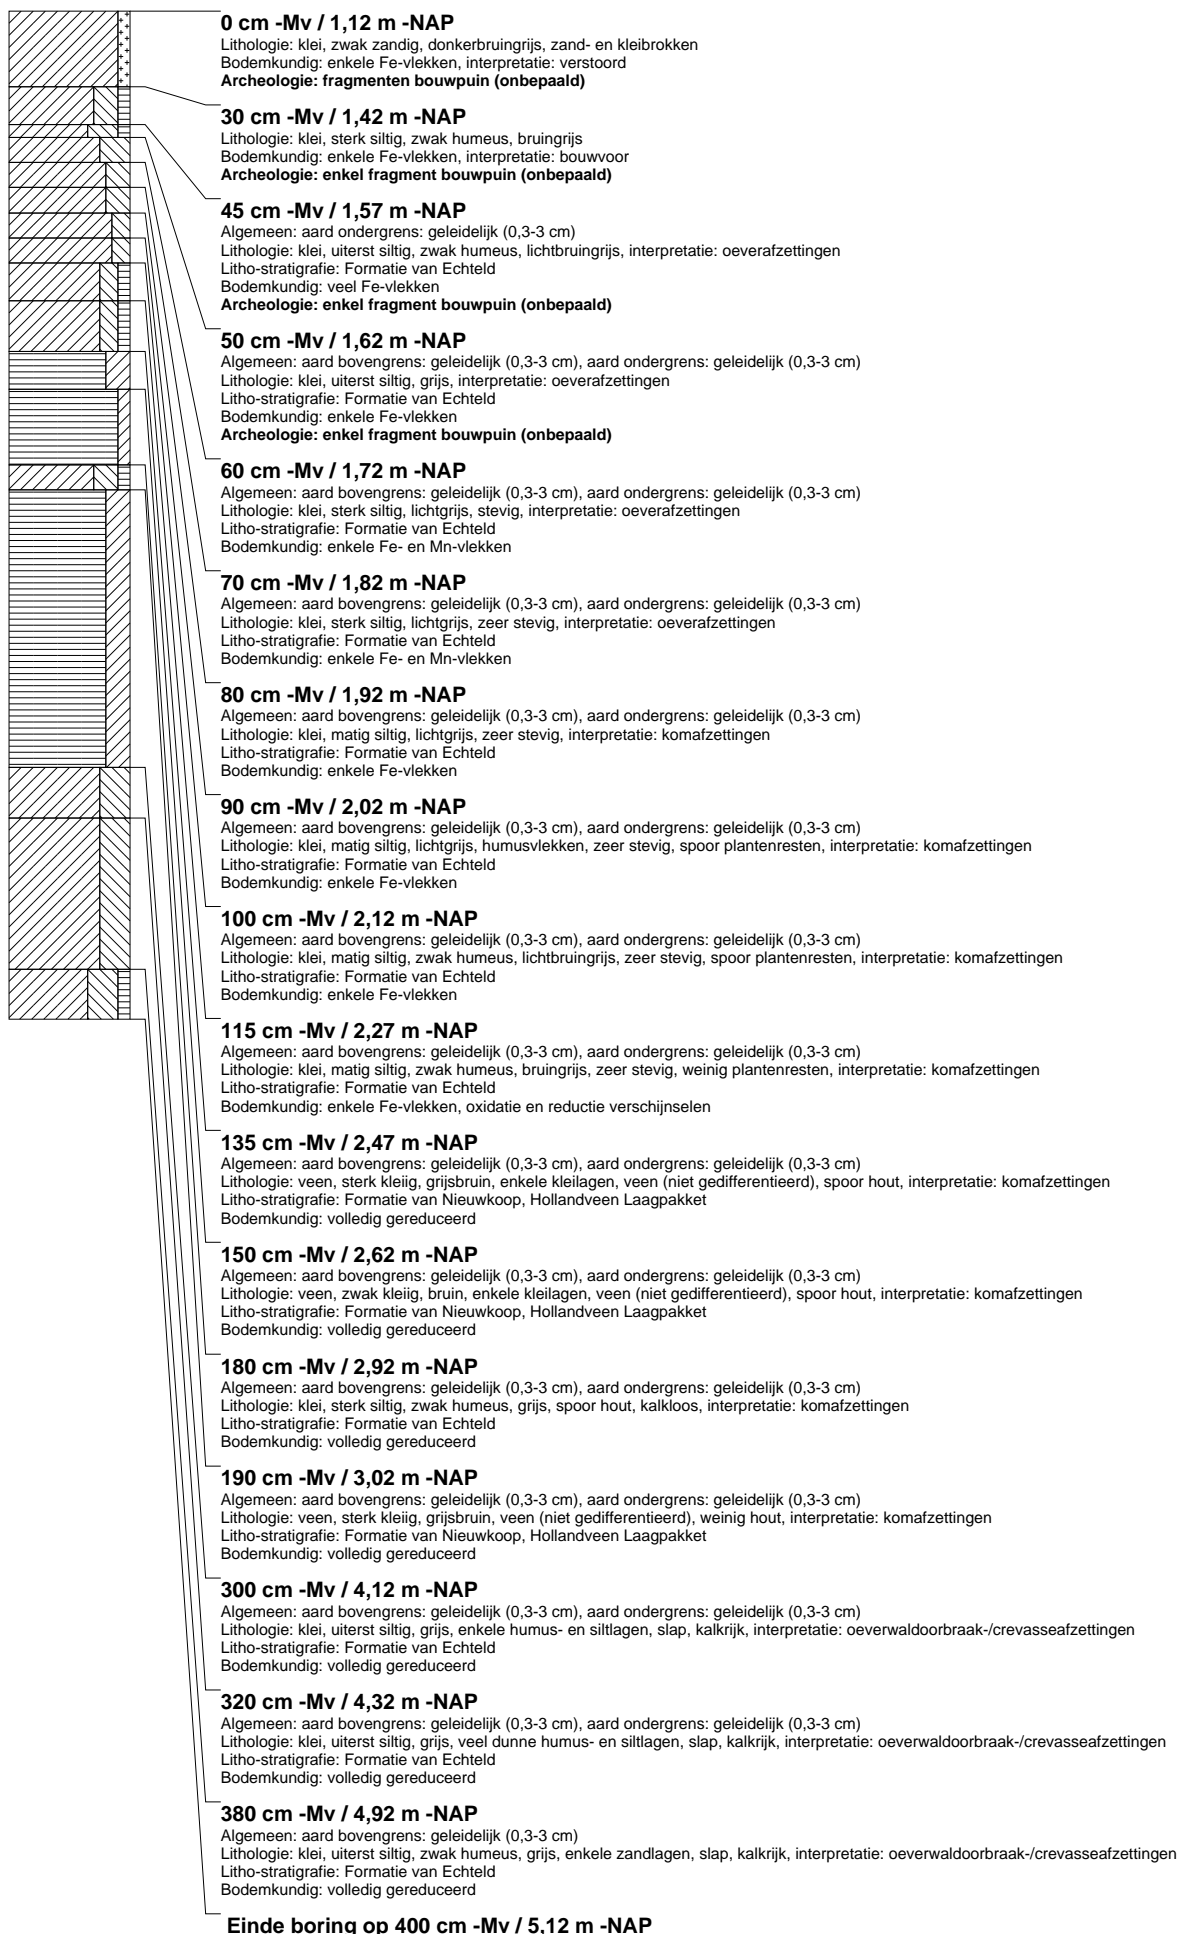 0 cm -Mv / 1,12 m -NAP
Lithologie: klei, zwak zandig, donkerbruingrijs, zand- en kleibrokken
Bodemkundig: enkele Fe-vlekken, interpretatie: verstoord
Archeologie: fragmenten bouwpuin (onbepaald)
30 cm -Mv / 1,42 m -NAP
Lithologie: klei, sterk siltig, zwak humeus, bruingrijs
Bodemkundig: enkele Fe-vlekken, interpretatie: bouwvoor
Archeologie: enkel fragment bouwpuin (onbepaald)
45 cm -Mv / 1,57 m -NAP
Algemeen: aard ondergrens: geleidelijk (0,3-3 cm)
Lithologie: klei, uiterst siltig, zwak humeus, lichtbruingrijs, interpretatie: oeverafzettingen
Litho-stratigrafie: Formatie van Echteld
Bodemkundig: veel Fe-vlekken
Archeologie: enkel fragment bouwpuin (onbepaald)
50 cm -Mv / 1,62 m -NAP
Algemeen: aard bovengrens: geleidelijk (0,3-3 cm), aard ondergrens: geleidelijk (0,3-3 cm)
Lithologie: klei, uiterst siltig, grijs, interpretatie: oeverafzettingen
Litho-stratigrafie: Formatie van Echteld
Bodemkundig: enkele Fe-vlekken
Archeologie: enkel fragment bouwpuin (onbepaald)
60 cm -Mv / 1,72 m -NAP
Algemeen: aard bovengrens: geleidelijk (0,3-3 cm), aard ondergrens: geleidelijk (0,3-3 cm)
Lithologie: klei, sterk siltig, lichtgrijs, stevig, interpretatie: oeverafzettingen
Litho-stratigrafie: Formatie van Echteld
Bodemkundig: enkele Fe- en Mn-vlekken
70 cm -Mv / 1,82 m -NAP
Algemeen: aard bovengrens: geleidelijk (0,3-3 cm), aard ondergrens: geleidelijk (0,3-3 cm)
Lithologie: klei, sterk siltig, lichtgrijs, zeer stevig, interpretatie: oeverafzettingen
Litho-stratigrafie: Formatie van Echteld
Bodemkundig: enkele Fe- en Mn-vlekken
80 cm -Mv / 1,92 m -NAP
Algemeen: aard bovengrens: geleidelijk (0,3-3 cm), aard ondergrens: geleidelijk (0,3-3 cm)
Lithologie: klei, matig siltig, lichtgrijs, zeer stevig, interpretatie: komafzettingen
Litho-stratigrafie: Formatie van Echteld
Bodemkundig: enkele Fe-vlekken
90 cm -Mv / 2,02 m -NAP
Algemeen: aard bovengrens: geleidelijk (0,3-3 cm), aard ondergrens: geleidelijk (0,3-3 cm)
Lithologie: klei, matig siltig, lichtgrijs, humusvlekken, zeer stevig, spoor plantenresten, interpretatie: komafzettingen
Litho-stratigrafie: Formatie van Echteld
Bodemkundig: enkele Fe-vlekken
100 cm -Mv / 2,12 m -NAP
Algemeen: aard bovengrens: geleidelijk (0,3-3 cm), aard ondergrens: geleidelijk (0,3-3 cm)
Lithologie: klei, matig siltig, zwak humeus, lichtbruingrijs, zeer stevig, spoor plantenresten, interpretatie: komafzettingen
Litho-stratigrafie: Formatie van Echteld
Bodemkundig: enkele Fe-vlekken
115 cm -Mv / 2,27 m -NAP
Algemeen: aard bovengrens: geleidelijk (0,3-3 cm), aard ondergrens: geleidelijk (0,3-3 cm)
Lithologie: klei, matig siltig, zwak humeus, bruingrijs, zeer stevig, weinig plantenresten, interpretatie: komafzettingen
Litho-stratigrafie: Formatie van Echteld
Bodemkundig: enkele Fe-vlekken, oxidatie en reductie verschijnselen
135 cm -Mv / 2,47 m -NAP
Algemeen: aard bovengrens: geleidelijk (0,3-3 cm), aard ondergrens: geleidelijk (0,3-3 cm)
Lithologie: veen, sterk kleiig, grijsbruin, enkele kleilagen, veen (niet gedifferentieerd), spoor hout, interpretatie: komafzettingen
Litho-stratigrafie: Formatie van Nieuwkoop, Hollandveen Laagpakket
Bodemkundig: volledig gereduceerd
150 cm -Mv / 2,62 m -NAP
Algemeen: aard bovengrens: geleidelijk (0,3-3 cm), aard ondergrens: geleidelijk (0,3-3 cm)
Lithologie: veen, zwak kleiig, bruin, enkele kleilagen, veen (niet gedifferentieerd), spoor hout, interpretatie: komafzettingen
Litho-stratigrafie: Formatie van Nieuwkoop, Hollandveen Laagpakket
Bodemkundig: volledig gereduceerd
180 cm -Mv / 2,92 m -NAP
Algemeen: aard bovengrens: geleidelijk (0,3-3 cm), aard ondergrens: geleidelijk (0,3-3 cm)
Lithologie: klei, sterk siltig, zwak humeus, grijs, spoor hout, kalkloos, interpretatie: komafzettingen
Litho-stratigrafie: Formatie van Echteld
Bodemkundig: volledig gereduceerd
190 cm -Mv / 3,02 m -NAP
Algemeen: aard bovengrens: geleidelijk (0,3-3 cm), aard ondergrens: geleidelijk (0,3-3 cm)
Lithologie: veen, sterk kleiig, grijsbruin, veen (niet gedifferentieerd), weinig hout, interpretatie: komafzettingen
Litho-stratigrafie: Formatie van Nieuwkoop, Hollandveen Laagpakket
Bodemkundig: volledig gereduceerd
300 cm -Mv / 4,12 m -NAP
Algemeen: aard bovengrens: geleidelijk (0,3-3 cm), aard ondergrens: geleidelijk (0,3-3 cm)
Lithologie: klei, uiterst siltig, grijs, enkele humus- en siltlagen, slap, kalkrijk, interpretatie: oeverwaldoorbraak-/crevasseafzettingen
Litho-stratigrafie: Formatie van Echteld
Bodemkundig: volledig gereduceerd
320 cm -Mv / 4,32 m -NAP
Algemeen: aard bovengrens: geleidelijk (0,3-3 cm), aard ondergrens: geleidelijk (0,3-3 cm)
Lithologie: klei, uiterst siltig, grijs, veel dunne humus- en siltlagen, slap, kalkrijk, interpretatie: oeverwaldoorbraak-/crevasseafzettingen
Litho-stratigrafie: Formatie van Echteld
Bodemkundig: volledig gereduceerd
380 cm -Mv / 4,92 m -NAP
Algemeen: aard bovengrens: geleidelijk (0,3-3 cm)
Lithologie: klei, uiterst siltig, zwak humeus, grijs, enkele zandlagen, slap, kalkrijk, interpretatie: oeverwaldoorbraak-/crevasseafzettingen
Litho-stratigrafie: Formatie van Echteld
Bodemkundig: volledig gereduceerd
Einde boring op 400 cm -Mv / 5,12 m -NAP